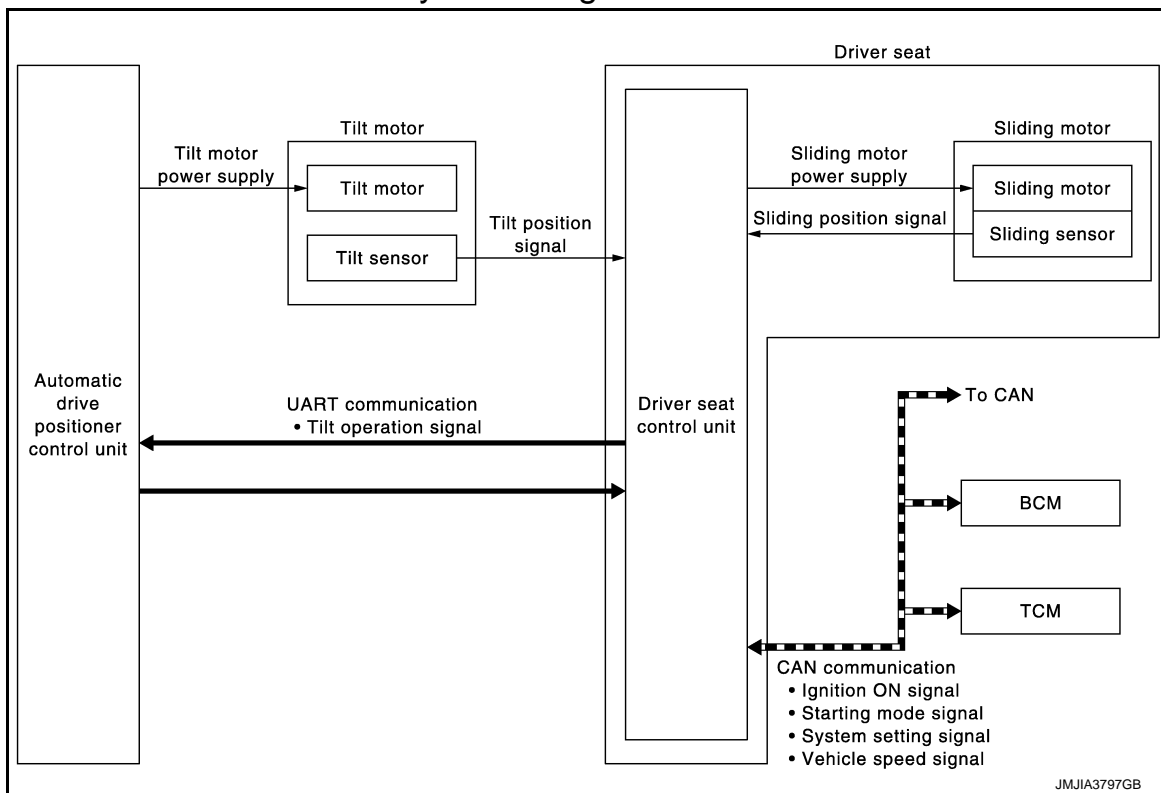 Driver seat
Tilt motor
Sliding motor
Tilt motor
power supply
Sliding motor
power supply
Tilt motor
Sliding motor
Tilt position
signal
Sliding position signal
Tilt sensor
Sliding sensor
Automatic
drive
positioner
control unit
UART communication
• Tilt operation signal
Driver seat
control unit
To CAN
BCM
TCM
CAN communication
• Ignition ON signal
• Starting mode signal
• System setting signal
• Vehicle speed signal
JMJIA3797GB